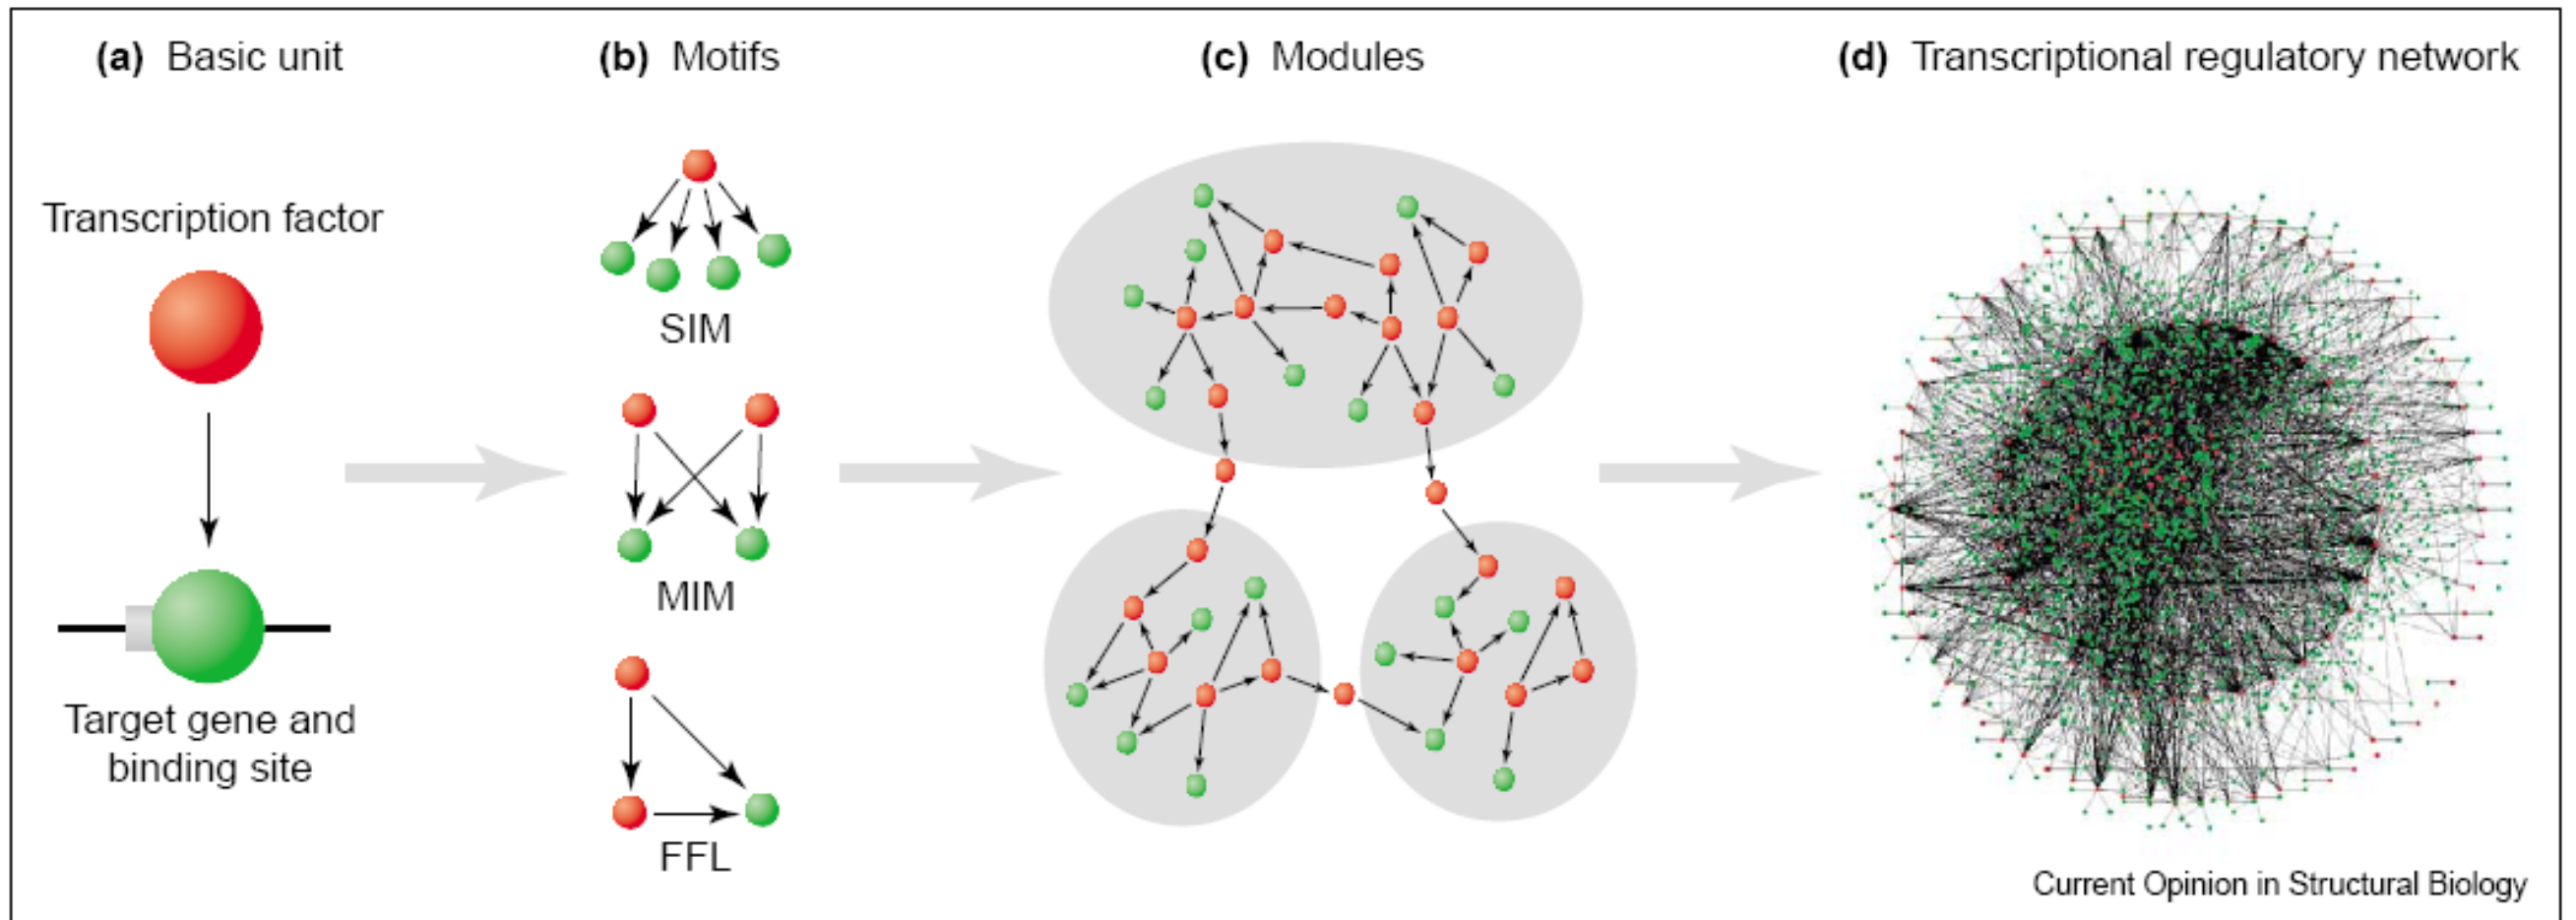 (a) Basic unit
(b) Motifs
(c) Modules
(d) Transcriptional regulatory network
Transcription factor
Target gene and
binding site
SIM
MIM
FFL
Current Opinion in Structural Biology